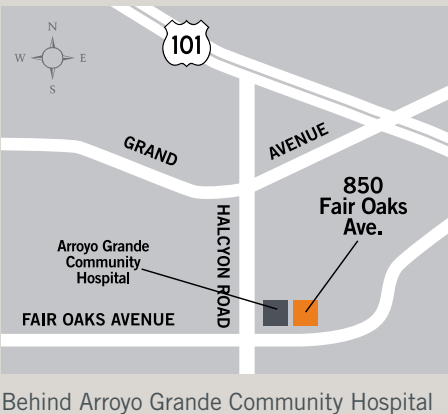 N
W E
S
101
GRAND
AVENUE
850
Fair Oaks
Ave.
HALCYON ROAD
Arroyo Grande
Community
Hospital
FAIR OAKS AVENUE
Behind Arroyo Grande Community Hospital